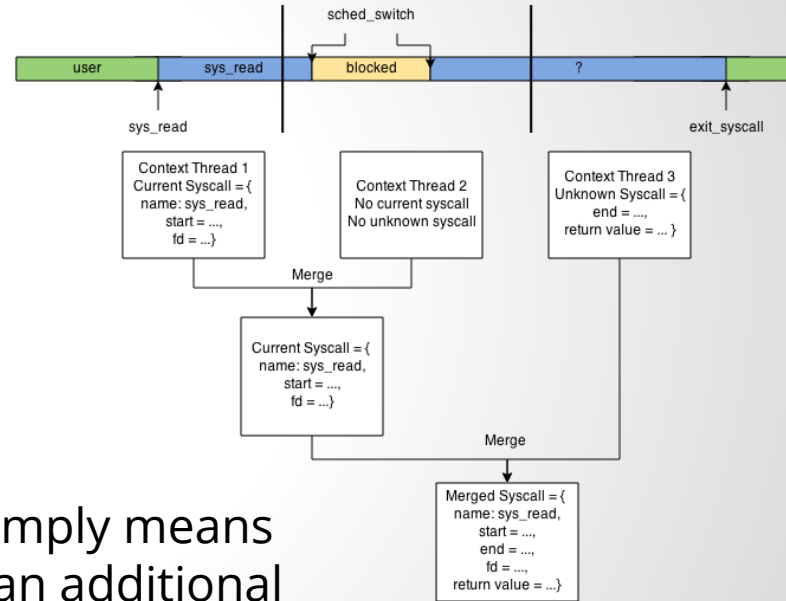 sched_switch
user
sys_read
blocked
?
sys_read
exit_syscall
Context Thread 1
Current Syscall = {
name: sys_read,
start = ...,
fd = ...}
Context Thread 2
No current syscall
No unknown syscall
Context Thread 3
Unknown Syscall = {
end = ...,
return value = ... }
Merge
Current Syscall = {
name: sys_read,
start = ...,
fd = ...}
Merge
Merged Syscall = {
name: sys_read,
start = ...,
end = ...,
fd = ...,
return value = ...}
means
an additional